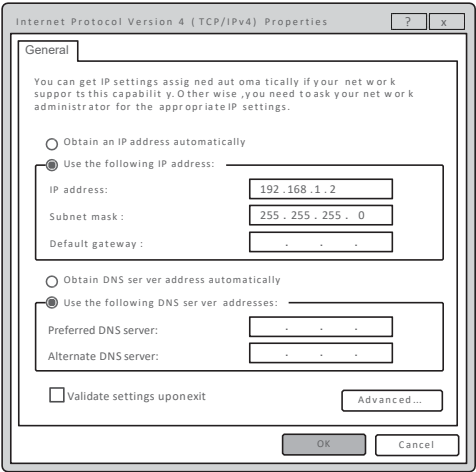 Internet Protocol Version 4 (TCP/IPv4) Properties ? x
General
You can get IP settings assigned automatically if your network
supports this capability. Otherwise, you need to ask your network
administrator for the appropriate IP settings.
Obtain an IP address automatically
Use the following IP address:
IP address: 192.168.1.2
Subnet mask: 255.255.255.0
Default gateway: . . .
Obtain DNS server address automatically
Use the following DNS server addresses:
Preferred DNS server: . . .
Alternate DNS server: . . .
Validate settings upon exit
Advanced...
OK Cancel